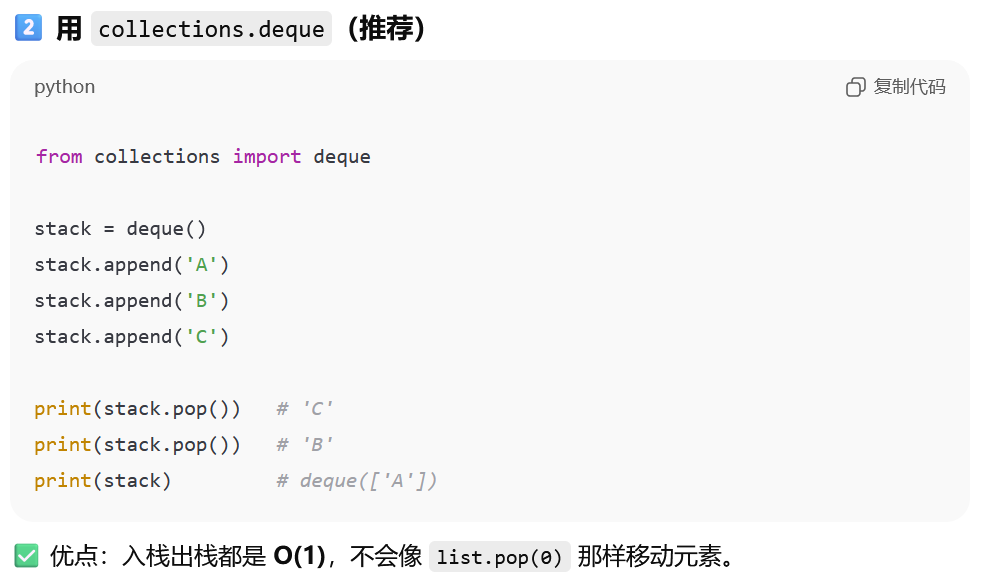 2 用 collections.deque（推荐）
python 复制代码
from collections import deque
stack = deque()
stack.append('A')
stack.append('B')
stack.append('C')
print(stack.pop())   # 'C'
print(stack.pop())   # 'B'
print(stack)         # deque(['A'])
✅ 优点：入栈出栈都是 O(1)，不会像 list.pop(0) 那样移动元素。